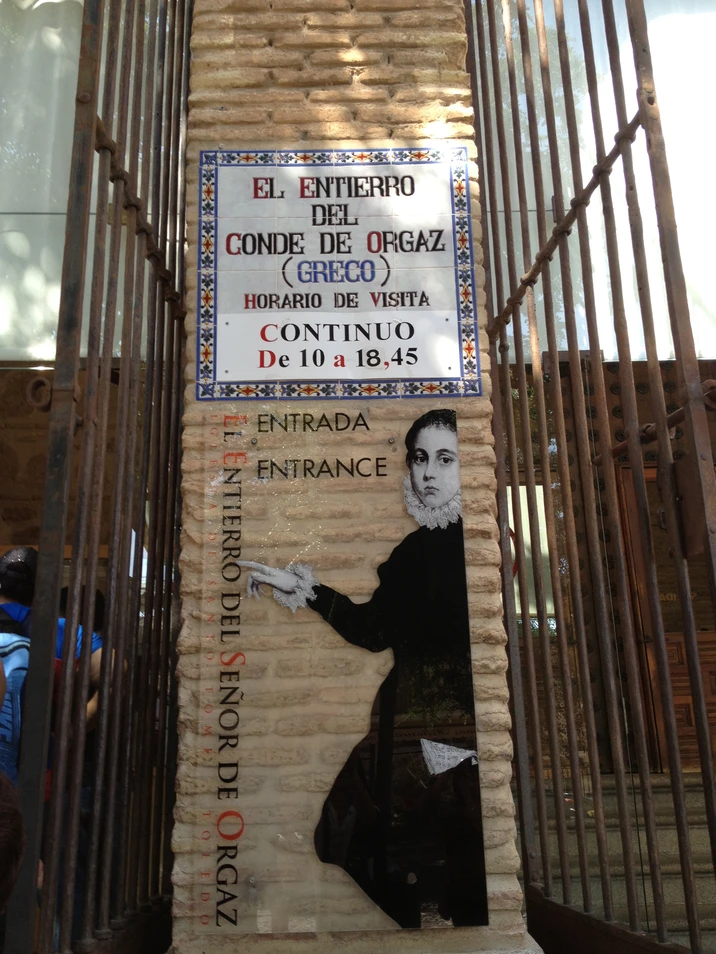 EL ENTIERRO
DEL
CONDE DE ORGAZ
(GRECO)
HORARIO DE VISITA
CONTINUO
De 10 a 18,45
ENTRADA
ENTRANCE
EL ENTIERRO DEL SEÑOR DE ORGAZ
TOLEDO